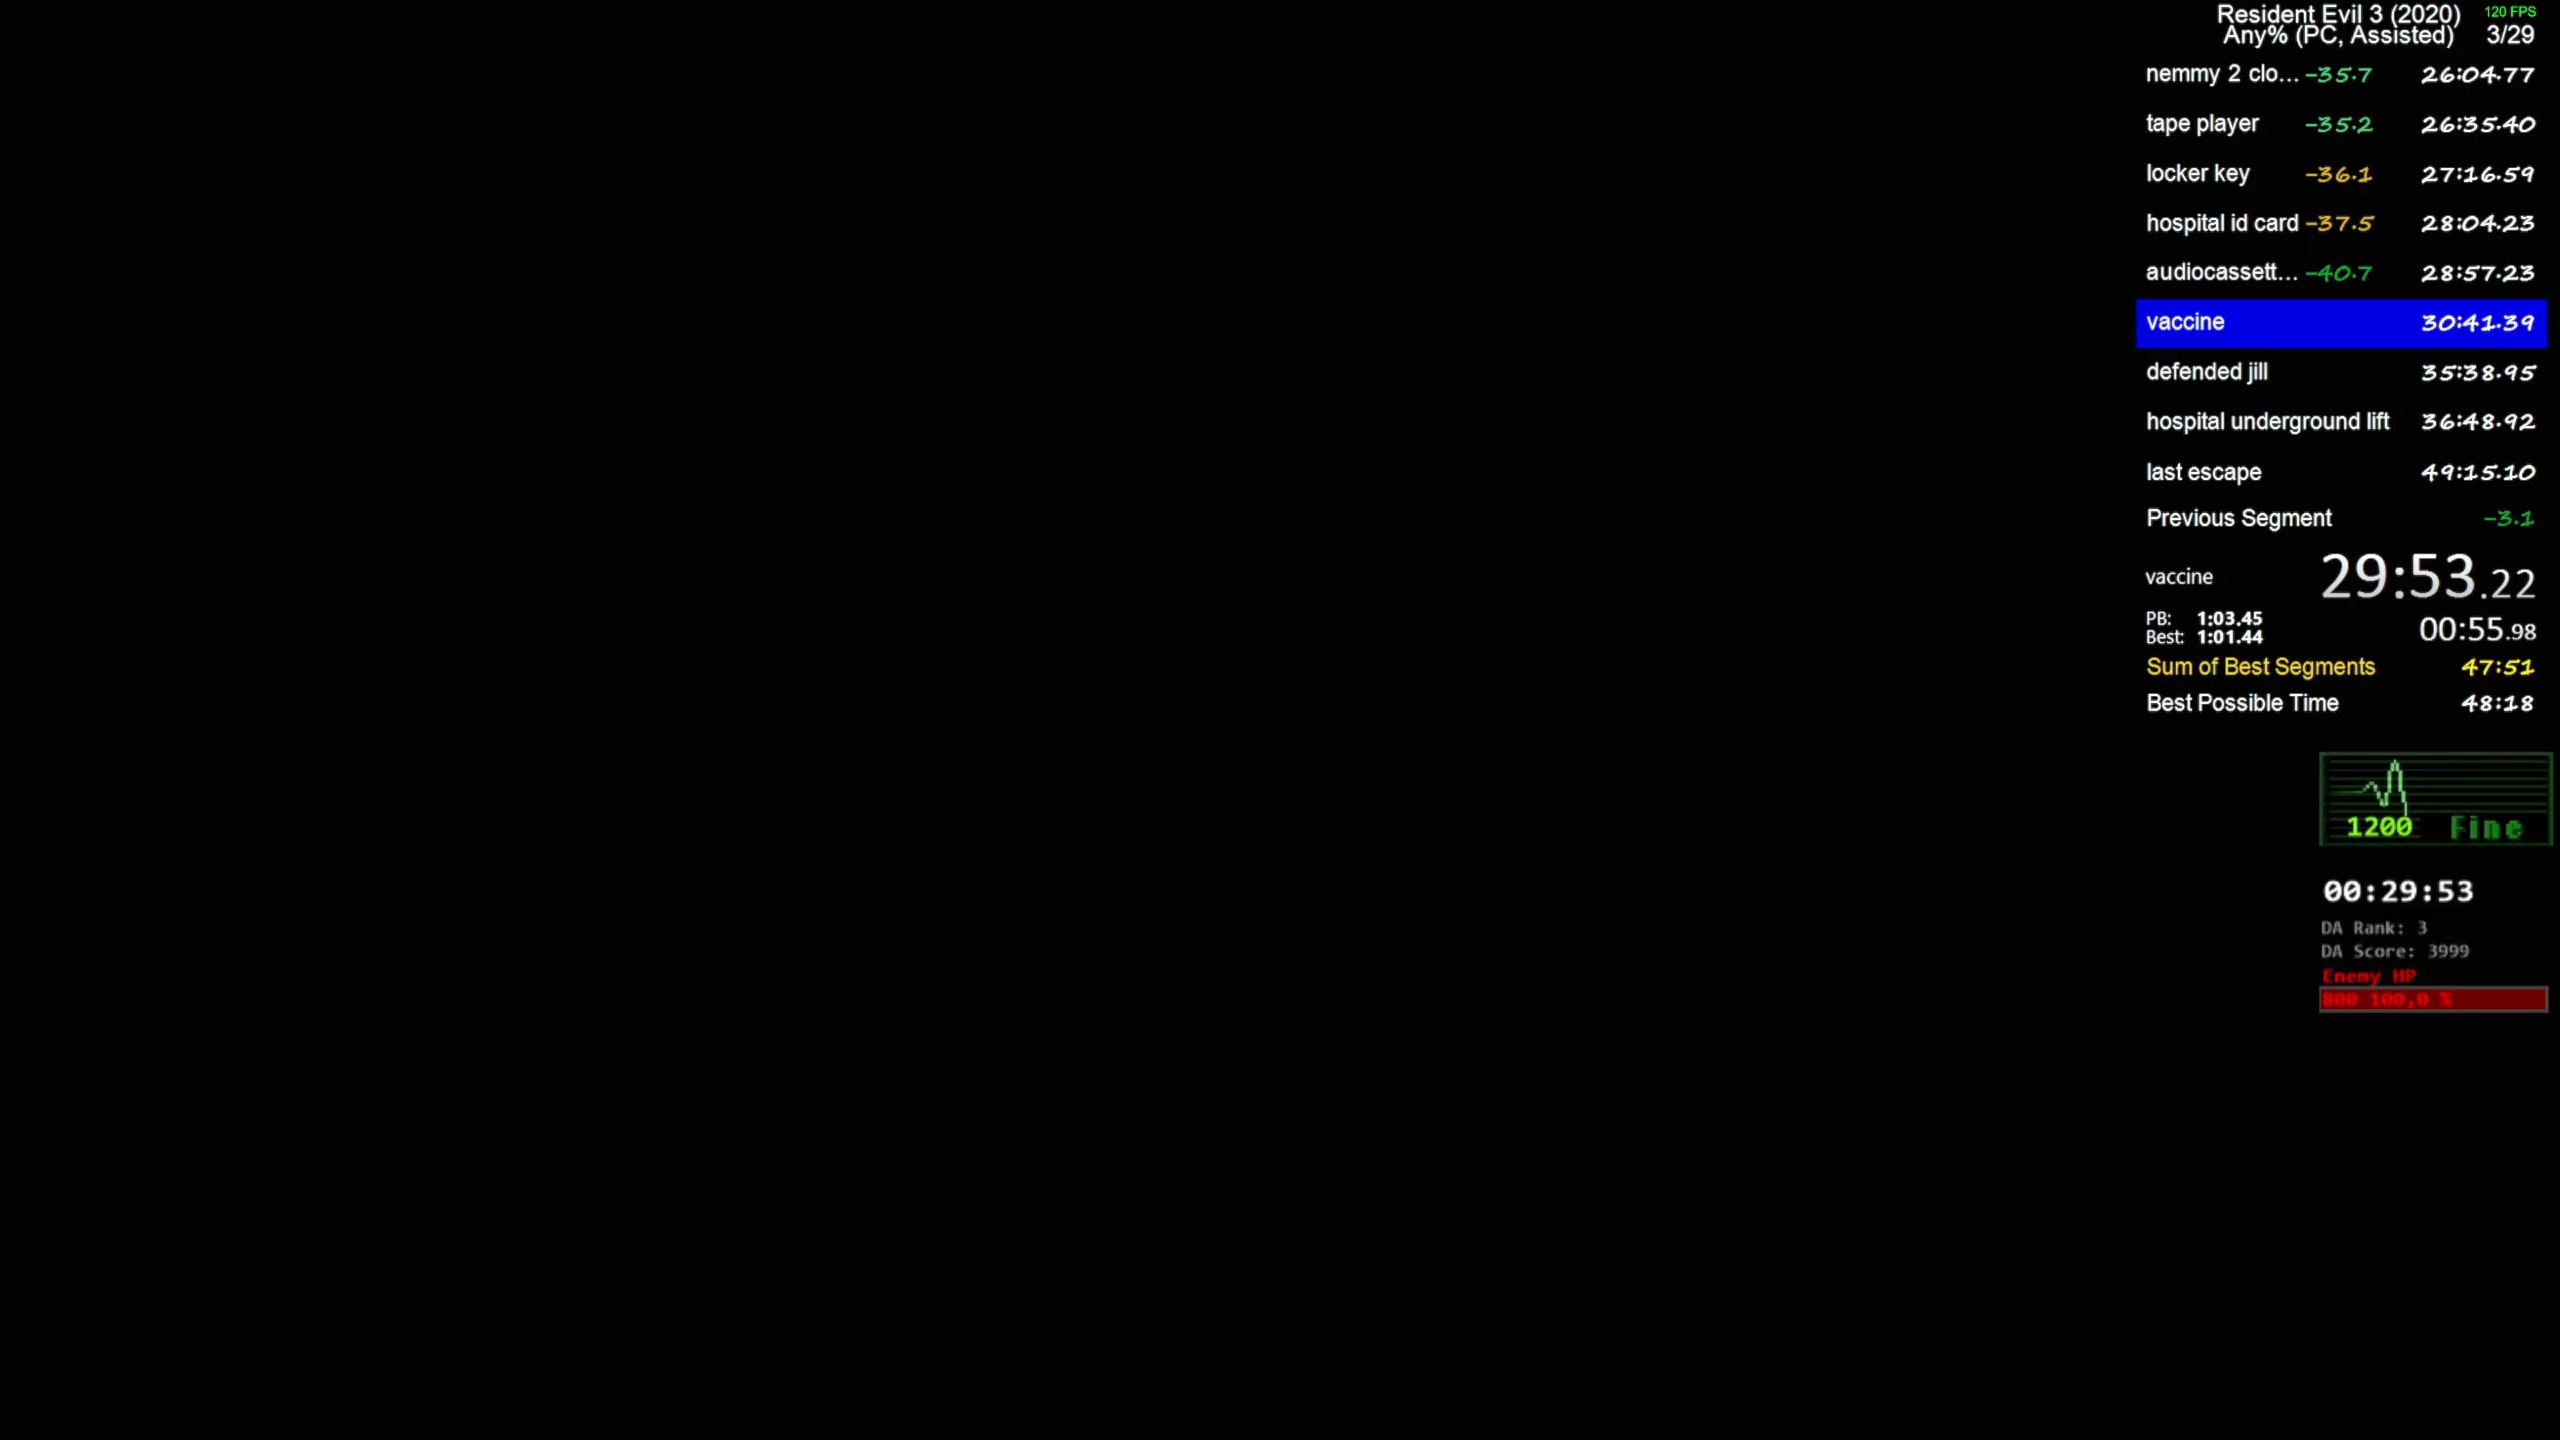 Resident Evil 3 (2020) 120 FPS
Any% (PC, Assisted) 3/29
nemmy 2 clo... -35.7 26:04.77
tape player -35.2 26:35.40
locker key -36.1 27:16.59
hospital id card -37.5 28:04.23
audiocassett... -40.7 28:57.23
vaccine 30:41.39
defended jill 35:38.95
hospital underground lift 36:48.92
last escape 49:15.10
Previous Segment -3.1
vaccine 29:53.22
PB: 1:03.45
Best: 1:01.44 00:55.98
Sum of Best Segments 47:51
Best Possible Time 48:18
1200 Fine
00:29:53
DA Rank: 3
DA Score: 3999
Enemy HP
800 100,0 %